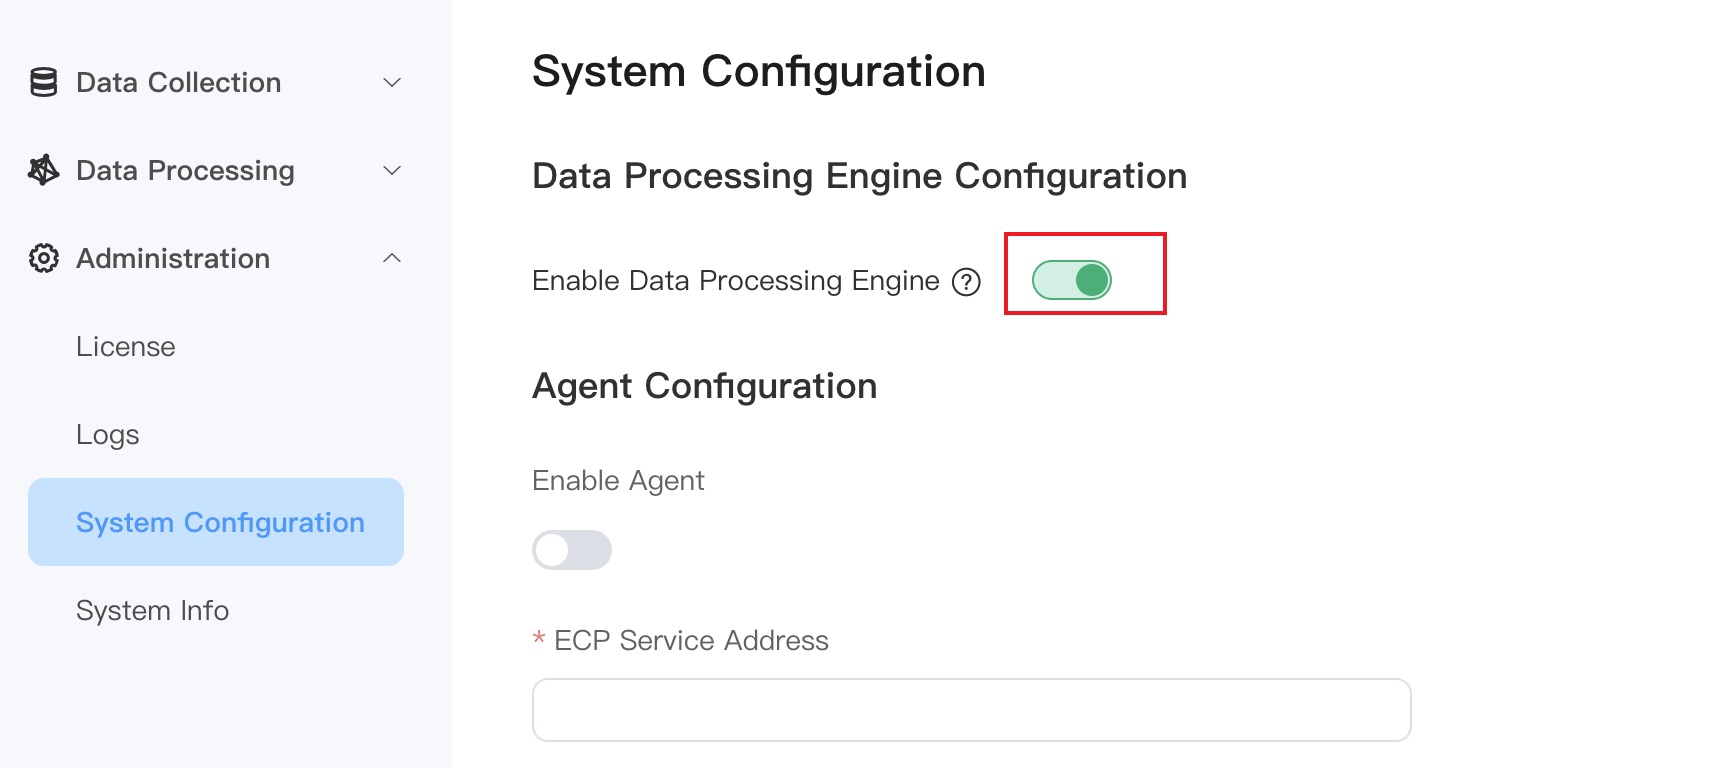 Data Collection
Data Processing
Administration
License
Logs
System Configuration
System Info
System Configuration
Data Processing Engine Configuration
Enable Data Processing Engine ?
Agent Configuration
Enable Agent
* ECP Service Address